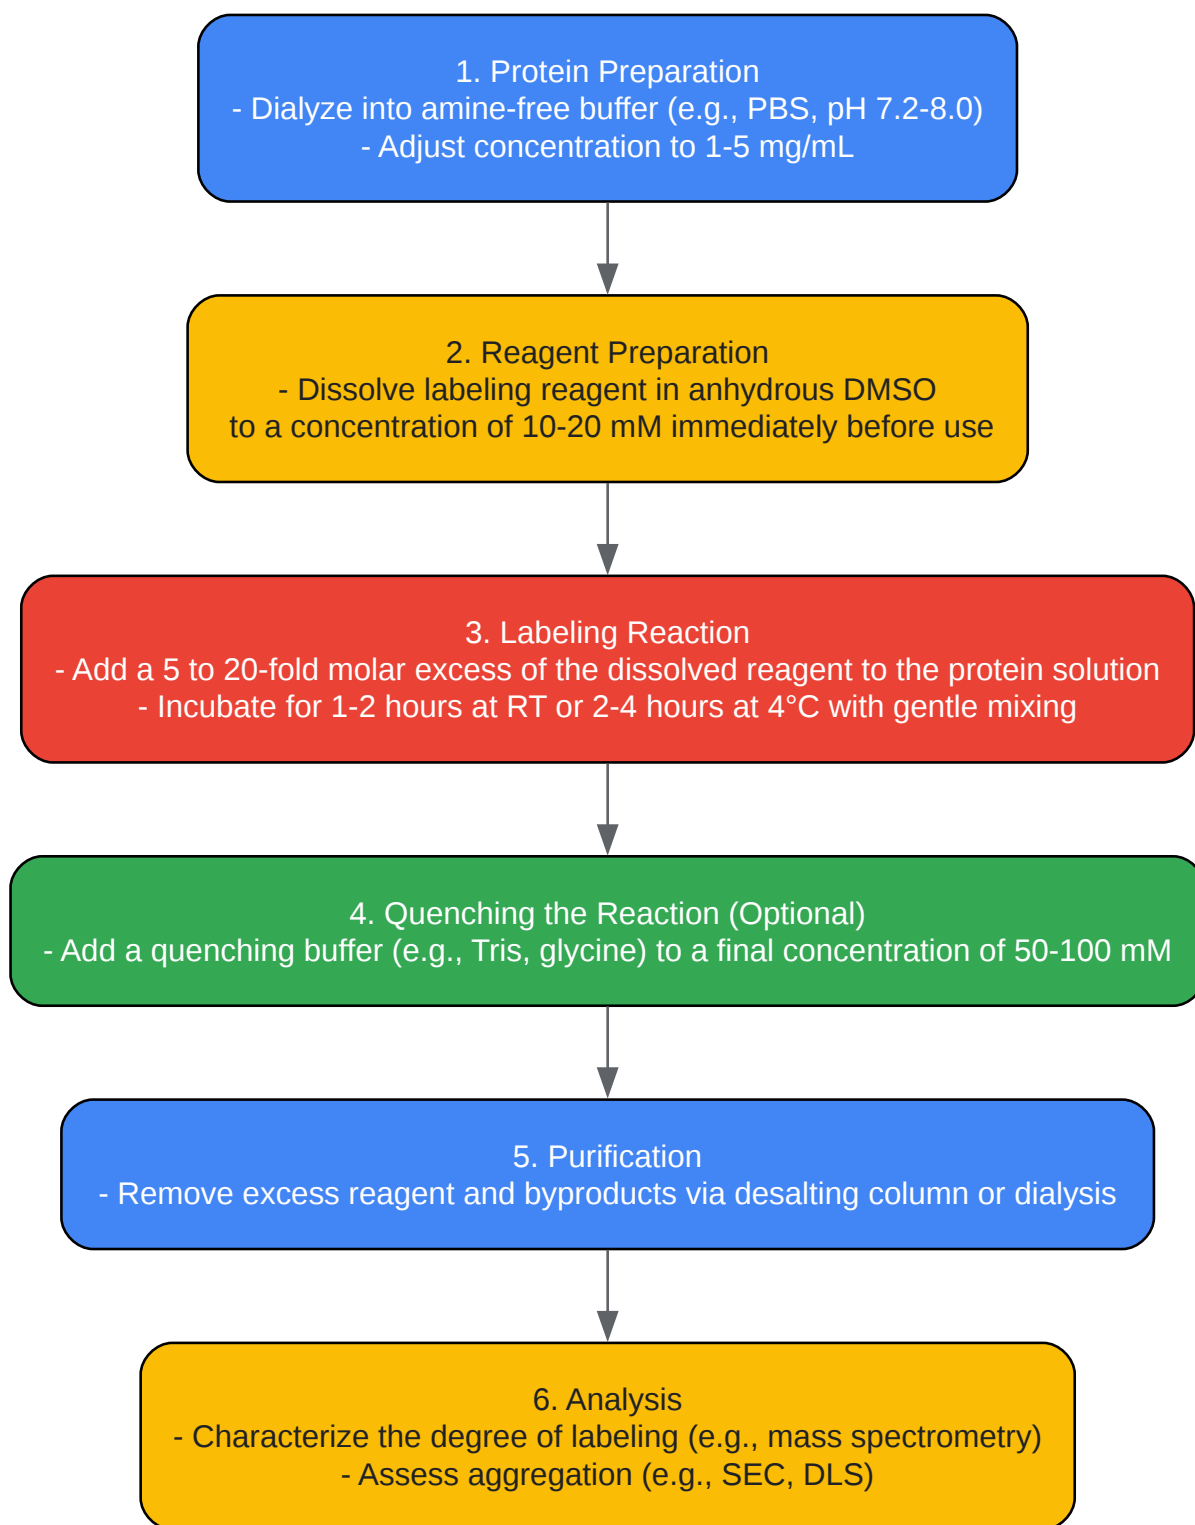 1. Protein Preparation
- Dialyze into amine-free buffer (e.g., PBS, pH 7.2-8.0)
- Adjust concentration to 1-5 mg/mL
2. Reagent Preparation
- Dissolve labeling reagent in anhydrous DMSO
to a concentration of 10-20 mM immediately before use
3. Labeling Reaction
- Add a 5 to 20-fold molar excess of the dissolved reagent to the protein solution
- Incubate for 1-2 hours at RT or 2-4 hours at 4°C with gentle mixing
4. Quenching the Reaction (Optional)
- Add a quenching buffer (e.g., Tris, glycine) to a final concentration of 50-100 mM
5. Purification
- Remove excess reagent and byproducts via desalting column or dialysis
6. Analysis
- Characterize the degree of labeling (e.g., mass spectrometry)
- Assess aggregation (e.g., SEC, DLS)